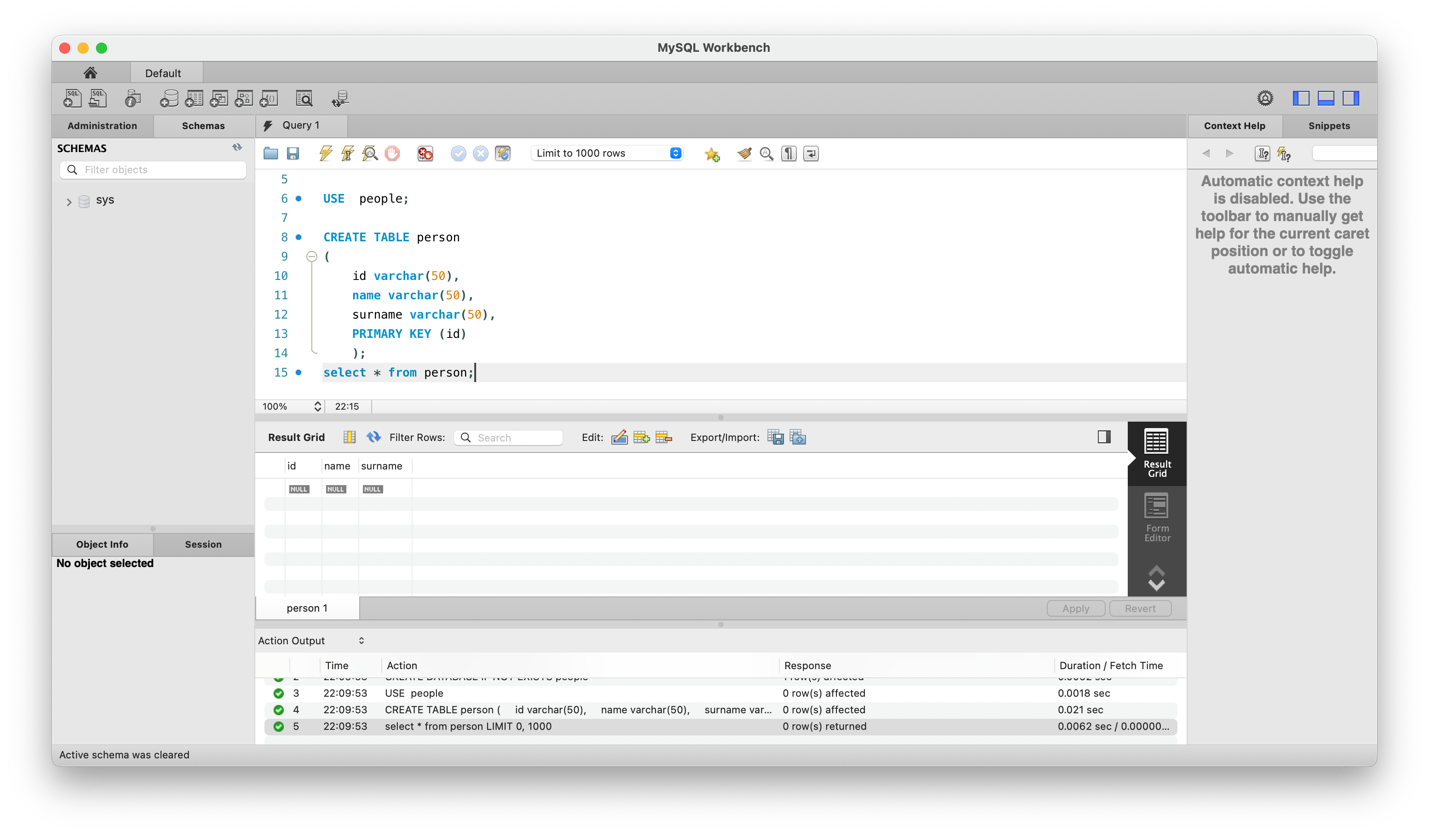 MySQL Workbench
Default
Administration Schemas Query 1 Context Help Snippets
SCHEMAS
Filter objects
sys
Limit to 1000 rows
5
6 USE  people;
7
8 CREATE TABLE person
9 (
10 id varchar(50),
11 name varchar(50),
12 surname varchar(50),
13 PRIMARY KEY (id)
14 );
15 select * from person;
100% 22:15
Automatic context help
is disabled. Use the
toolbar to manually get
help for the current caret
position or to toggle
automatic help.
Result Grid Filter Rows: Search Edit: Export/Import:
id name surname
NULL NULL NULL
Result
Grid
Form
Editor
Object Info Session
No object selected
person 1 Apply Revert
Action Output
Time Action Response Duration / Fetch Time
3 22:09:53 USE  people 0 row(s) affected 0.0018 sec
4 22:09:53 CREATE TABLE person ( id varchar(50), name varchar(50), surname var... 0 row(s) affected 0.021 sec
5 22:09:53 select * from person LIMIT 0, 1000 0 row(s) returned 0.0062 sec / 0.00000...
Active schema was cleared